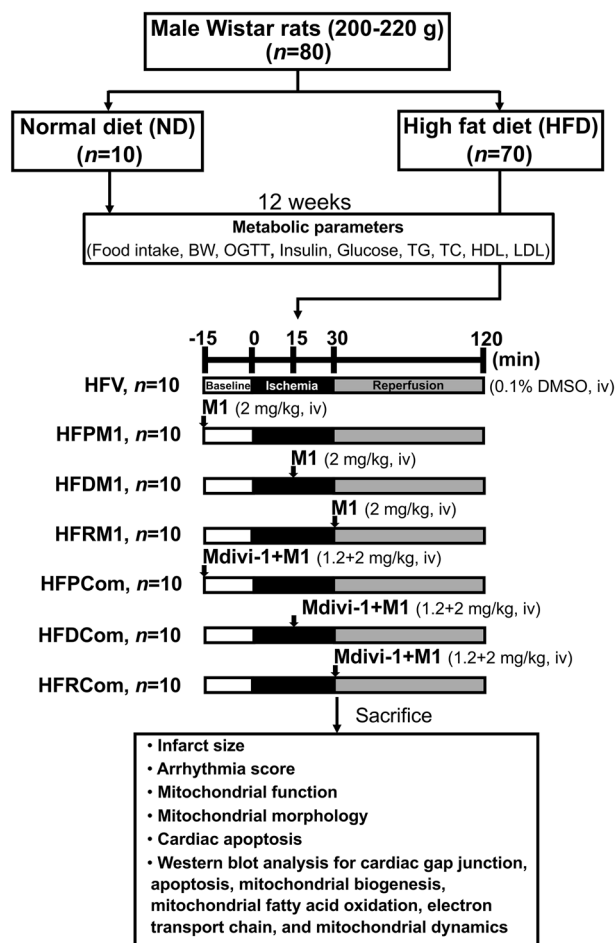 Male Wistar rats (200-220 g)
(n=80)
Normal diet (ND)
(n=10)
High fat diet (HFD)
(n=70)
12 weeks
Metabolic parameters
(Food intake, BW, OGTT, Insulin, Glucose, TG, TC, HDL, LDL)
-15 0 15 30 120
(min)
HFV, n=10 Baseline Ischemia Reperfusion (0.1% DMSO, iv)
M1 (2 mg/kg, iv)
HFPM1, n=10
M1 (2 mg/kg, iv)
HFDM1, n=10
M1 (2 mg/kg, iv)
HFRM1, n=10
Mdivi-1+M1 (1.2+2 mg/kg, iv)
HFPCom, n=10
Mdivi-1+M1 (1.2+2 mg/kg, iv)
HFDCom, n=10
Mdivi-1+M1 (1.2+2 mg/kg, iv)
HFRCom, n=10
Sacrifice
· Infarct size
· Arrhythmia score
· Mitochondrial function
· Mitochondrial morphology
· Cardiac apoptosis
· Western blot analysis for cardiac gap junction,
apoptosis, mitochondrial biogenesis,
mitochondrial fatty acid oxidation, electron
transport chain, and mitochondrial dynamics